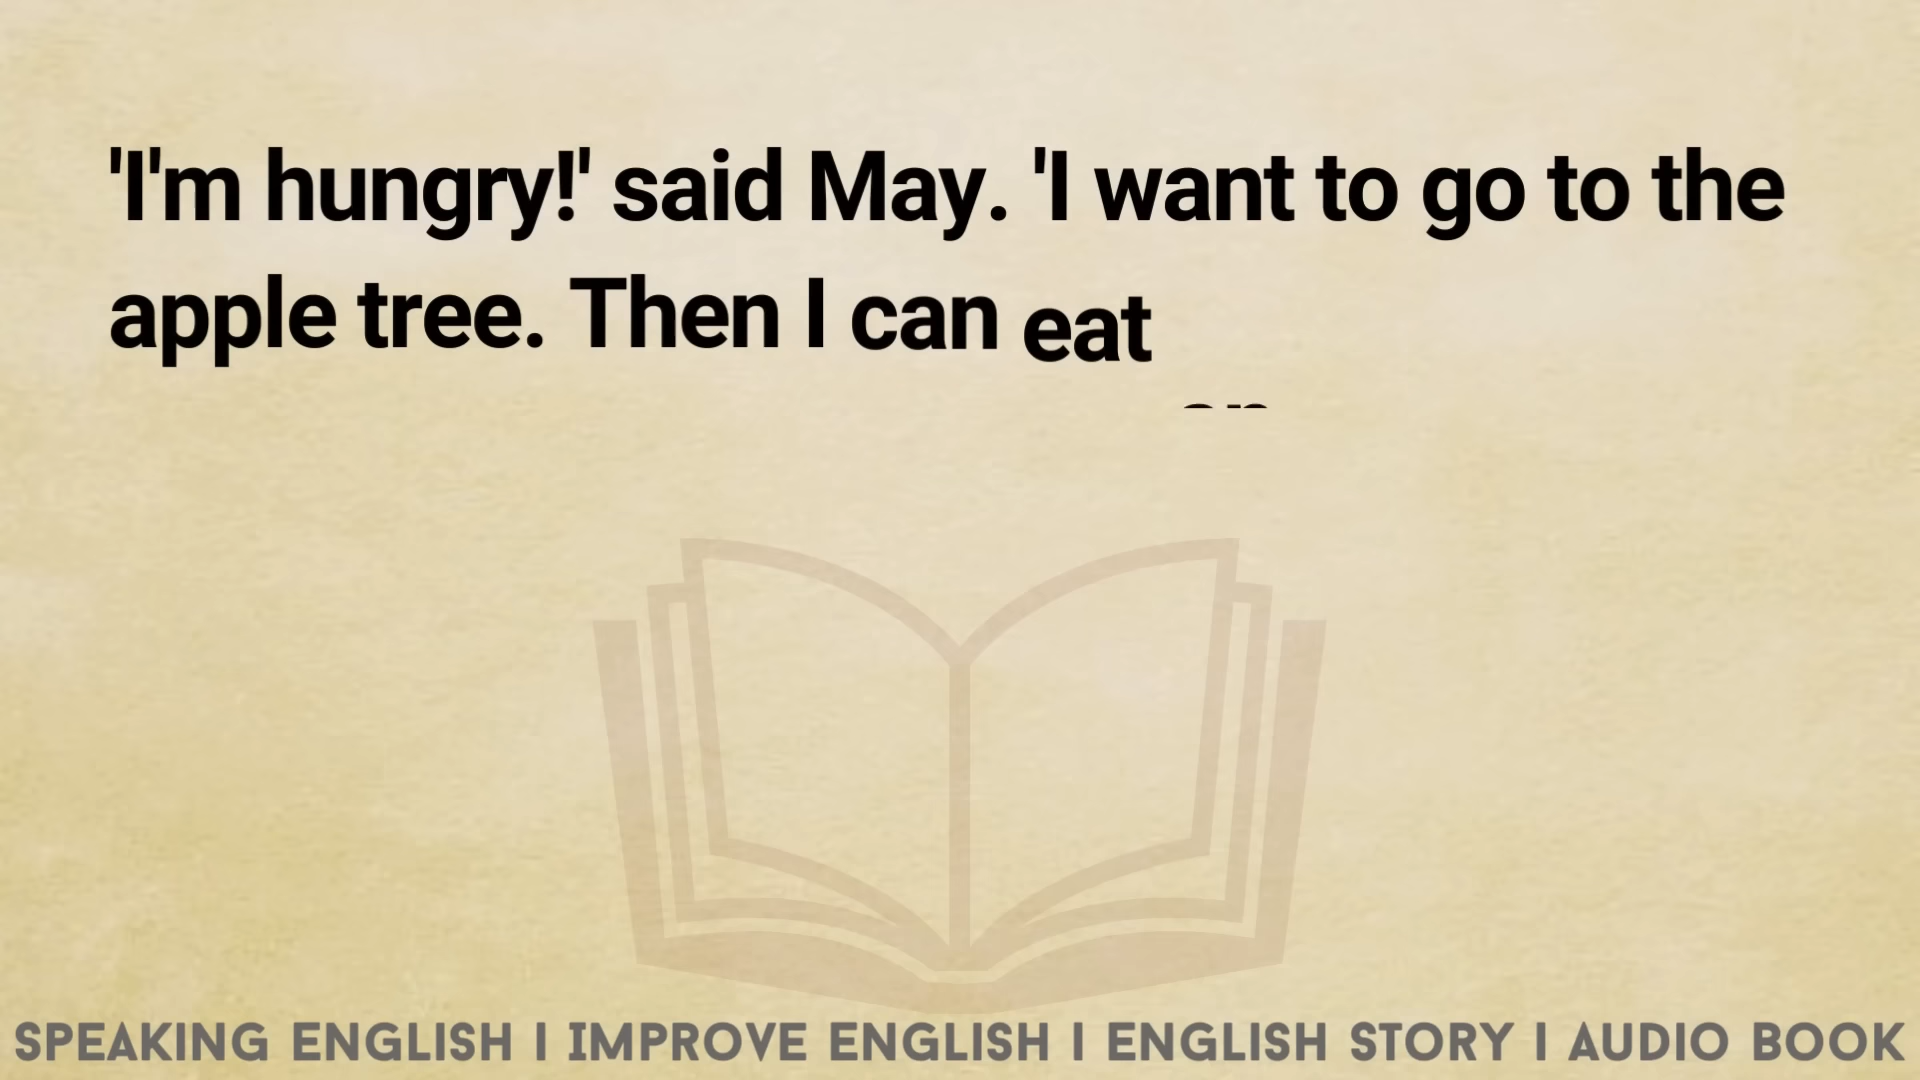 'I'm hungry!' said May. 'I want to go to the
apple tree. Then I can eat
SPEAKING ENGLISH I IMPROVE ENGLISH I ENGLISH STORY I AUDIO BOOK